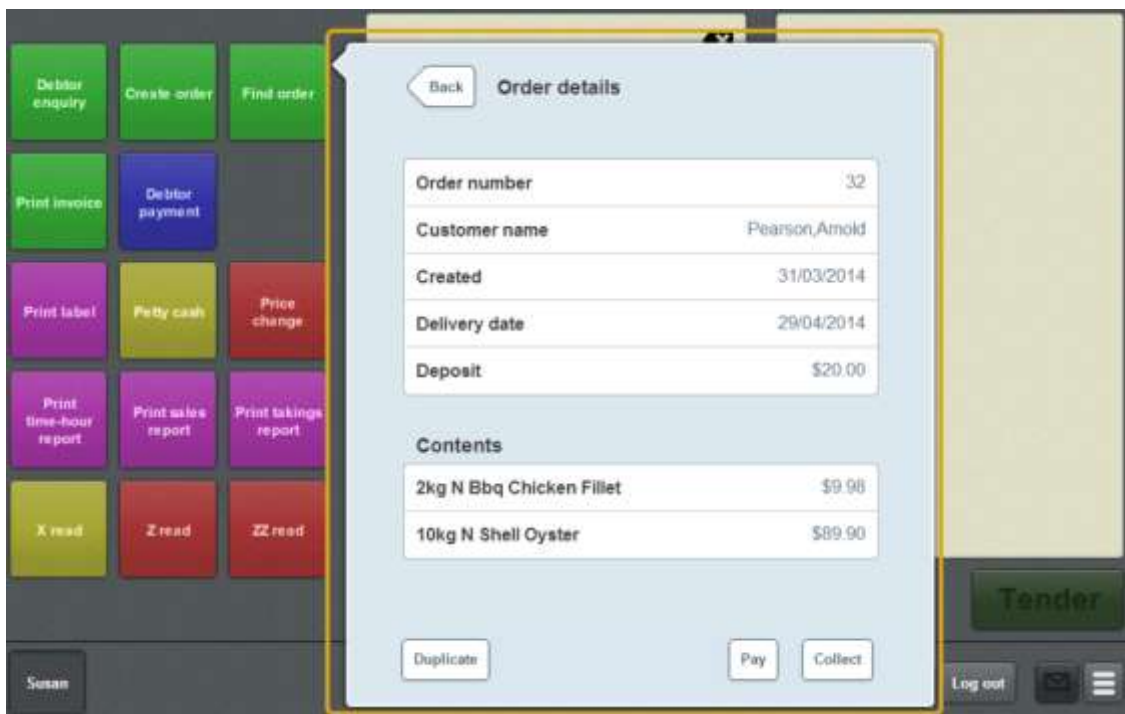 Debtor
enquiry
Create order
Find order
Print invoice
Debtor
payment
Print label
Petty cash
Price
change
Print
time-hour
report
Print sales
report
Print takings
report
X read
Z read
ZZ read
Susan
Back
Order details
Order number 32
Customer name Pearson,Arnold
Created 31/03/2014
Delivery date 29/04/2014
Deposit $20.00
Contents
2kg N Bbq Chicken Fillet $9.98
10kg N Shell Oyster $89.90
Duplicate
Pay
Collect
Tender
Log out